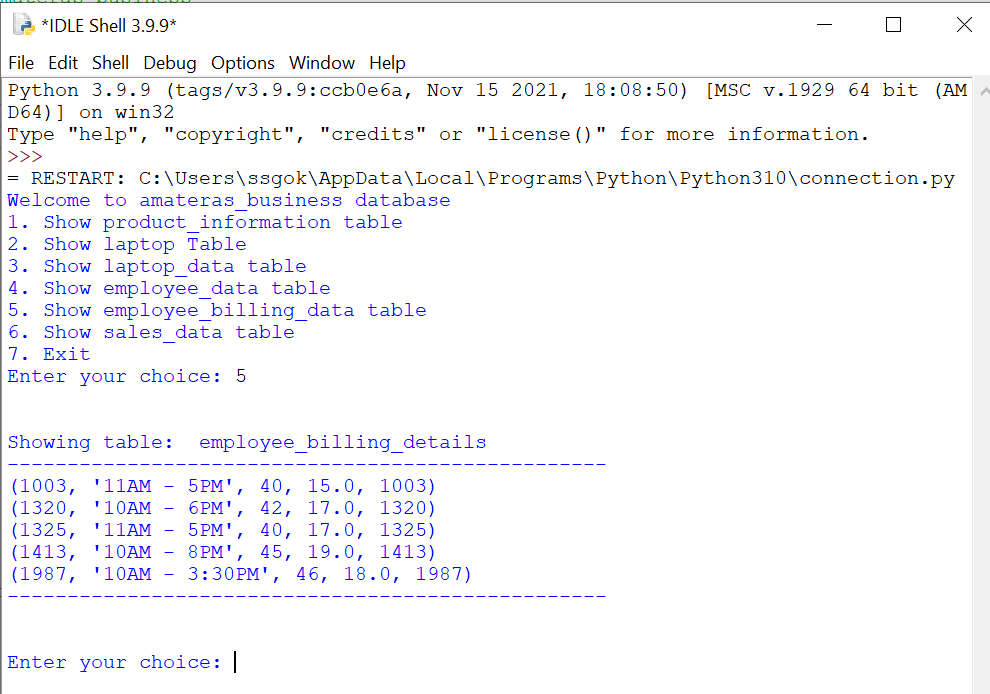 materas_business
*IDLE Shell 3.9.9*
File Edit Shell Debug Options Window Help
Python 3.9.9 (tags/v3.9.9:ccb0e6a, Nov 15 2021, 18:08:50) [MSC v.1929 64 bit (AM
D64)] on win32
Type "help", "copyright", "credits" or "license()" for more information.
>>>
= RESTART: C:\Users\ssgok\AppData\Local\Programs\Python\Python310\connection.py
Welcome to amateras_business database
1. Show product_information table
2. Show laptop Table
3. Show laptop_data table
4. Show employee_data table
5. Show employee_billing_data table
6. Show sales_data table
7. Exit
Enter your choice: 5
Showing table:  employee_billing_details
--------------------------------------------------
(1003, '11AM - 5PM', 40, 15.0, 1003)
(1320, '10AM - 6PM', 42, 17.0, 1320)
(1325, '11AM - 5PM', 40, 17.0, 1325)
(1413, '10AM - 8PM', 45, 19.0, 1413)
(1987, '10AM - 3:30PM', 46, 18.0, 1987)
--------------------------------------------------
Enter your choice: